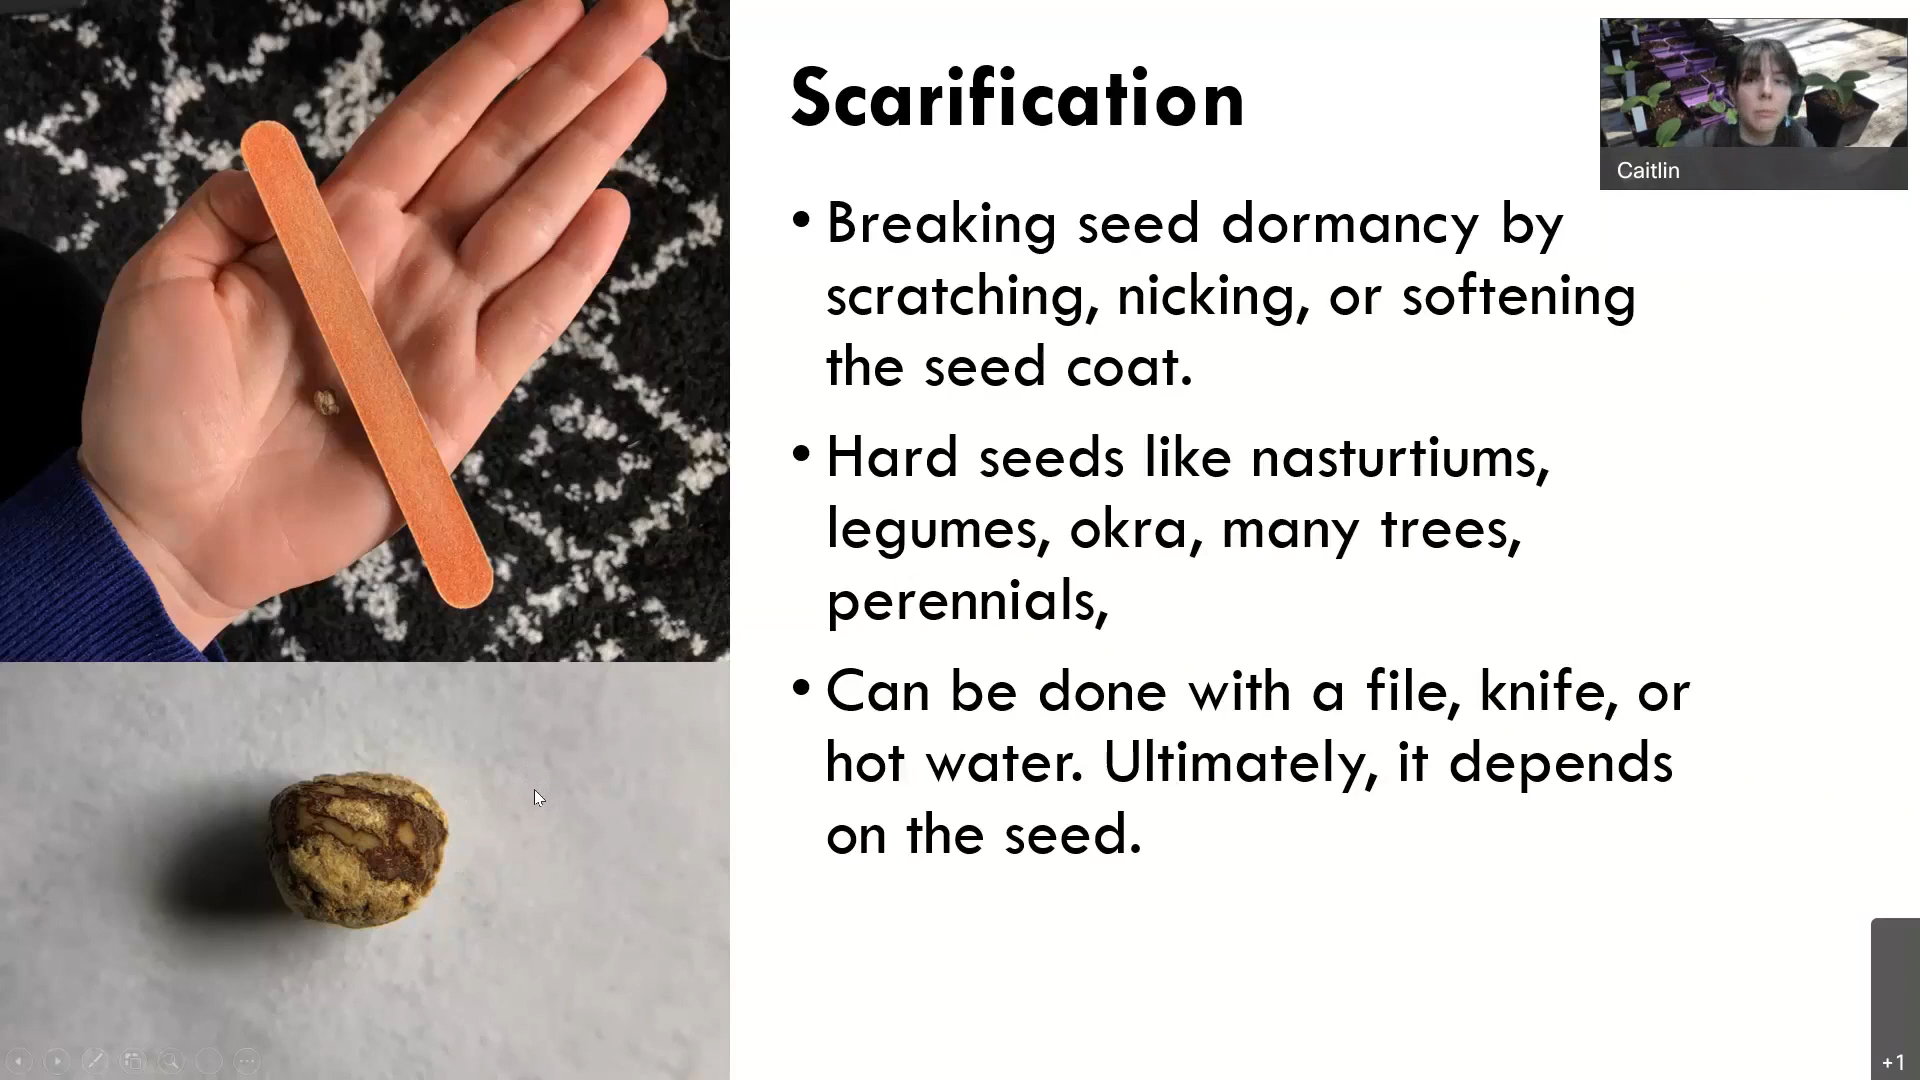 Scarification
Caitlin
• Breaking seed dormancy by
scratching, nicking, or softening
the seed coat.
• Hard seeds like nasturtiums,
legumes, okra, many trees,
perennials,
• Can be done with a file, knife, or
hot water. Ultimately, it depends
on the seed.
+1